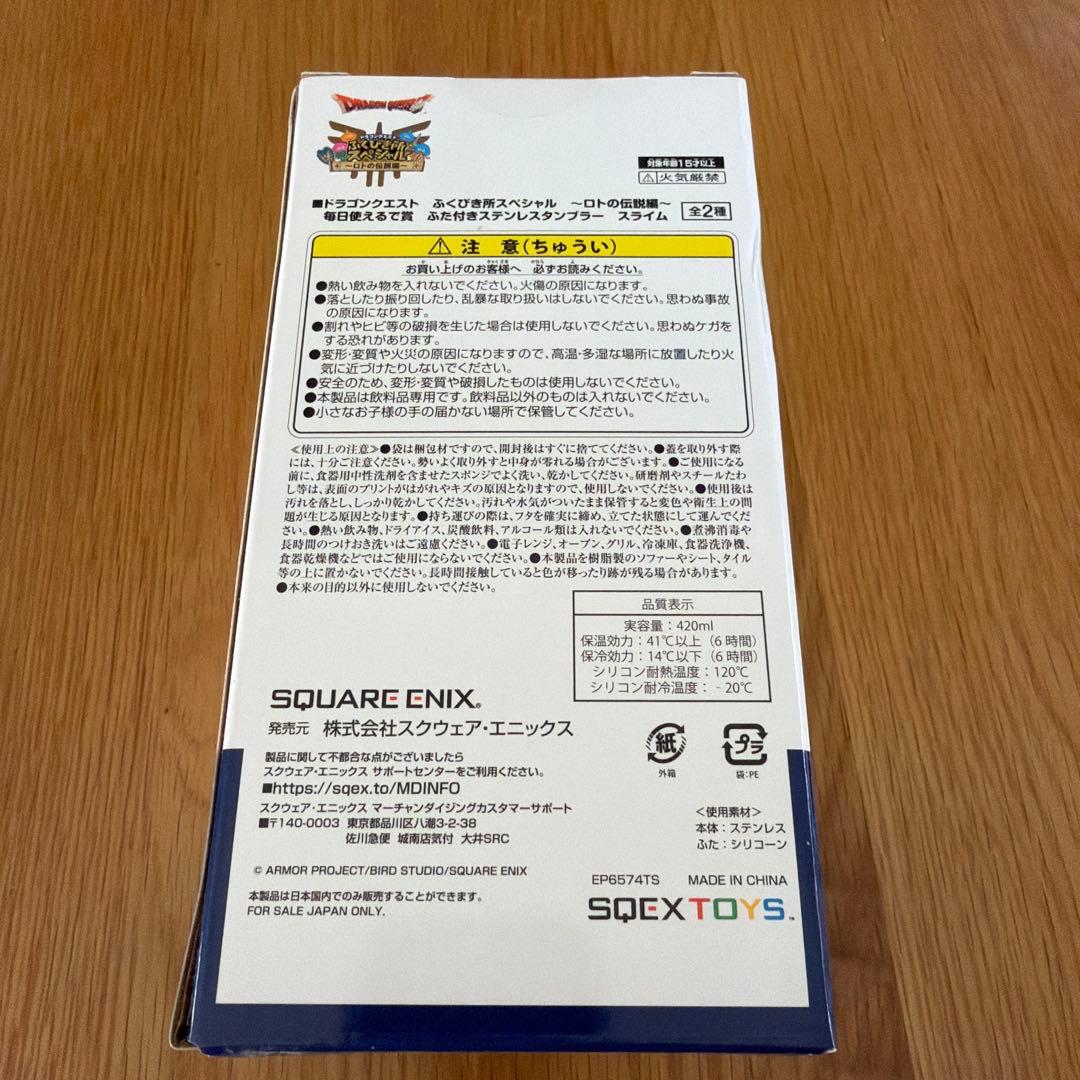 DRAGON QUEST
ドラゴンクエスト
ふくびき所
スペシャル
～ロトの伝説編～
対象年齢15才以上
⚠火気厳禁
■ドラゴンクエスト ふくびき所スペシャル ～ロトの伝説編～
毎日使えるで賞 ふた付きステンレスタンブラー スライム 全2種
⚠ 注 意(ちゅうい)
お買い上げのお客様へ 必ずお読みください。
●熱い飲み物を入れないでください。火傷の原因になります。
●落としたり振り回したり、乱暴な取り扱いはしないでください。思わぬ事故
の原因になります。
●割れやヒビ等の破損を生じた場合は使用しないでください。思わぬケガを
する恐れがあります。
●変形・変質や火災の原因になりますので、高温・多湿な場所に放置したり火
気に近づけたりしないでください。
●安全のため、変形・変質や破損したものは使用しないでください。
●本製品は飲料品専用です。飲料品以外のものは入れないでください。
●小さなお子様の手の届かない場所で保管してください。
≪使用上の注意≫●袋は梱包材ですので、開封後はすぐに捨ててください。●蓋を取り外す際
には、十分ご注意ください。勢いよく取り外すと中身が零れる場合がございます。●ご使用になる
前に、食器用中性洗剤を含ませたスポンジでよく洗い、乾かしてください。研磨剤やスチールたわ
し等は、表面のプリントがはがれやキズの原因となりますので、使用しないでください。●使用後は
汚れを落とし、しっかり乾かしてください。汚れや水気がついたまま保管すると変色や衛生上の問
題が生じる原因となります。●持ち運びの際は、フタを確実に締め、立てた状態にして運んでくだ
さい。●熱い飲み物、ドライアイス、炭酸飲料、アルコール類は入れないでください。●煮沸消毒や
長時間のつけおき洗いはご遠慮ください。●電子レンジ、オーブン、グリル、冷凍庫、食器洗浄機、
食器乾燥機などではご使用にならないでください。●本製品を樹脂製のソファーやシート、タイル
等の上に置かないでください。長時間接触していると色が移ったり跡が残る場合があります。
●本来の目的以外に使用しないでください。
品質表示
実容量：420ml
保温効力：41℃以上（6時間）
保冷効力：14℃以下（6時間）
シリコン耐熱温度：120℃
シリコン耐冷温度：-20℃
SQUARE ENIX®
発売元 株式会社スクウェア・エニックス
製品に関して不都合な点がございましたら
スクウェア・エニックス サポートセンターをご利用ください。
■https://sqex.to/MDINFO
スクウェア・エニックス マーチャンダイジングカスタマーサポート
■〒140-0003 東京都品川区八潮3-2-38
佐川急便 城南店気付 大井SRC
© ARMOR PROJECT/BIRD STUDIO/SQUARE ENIX
本製品は日本国内でのみ販売することができます。
FOR SALE JAPAN ONLY.
紙
外箱
プラ
袋:PE
＜使用素材＞
本体：ステンレス
ふた：シリコーン
EP6574TS MADE IN CHINA
SQEX TOYS™